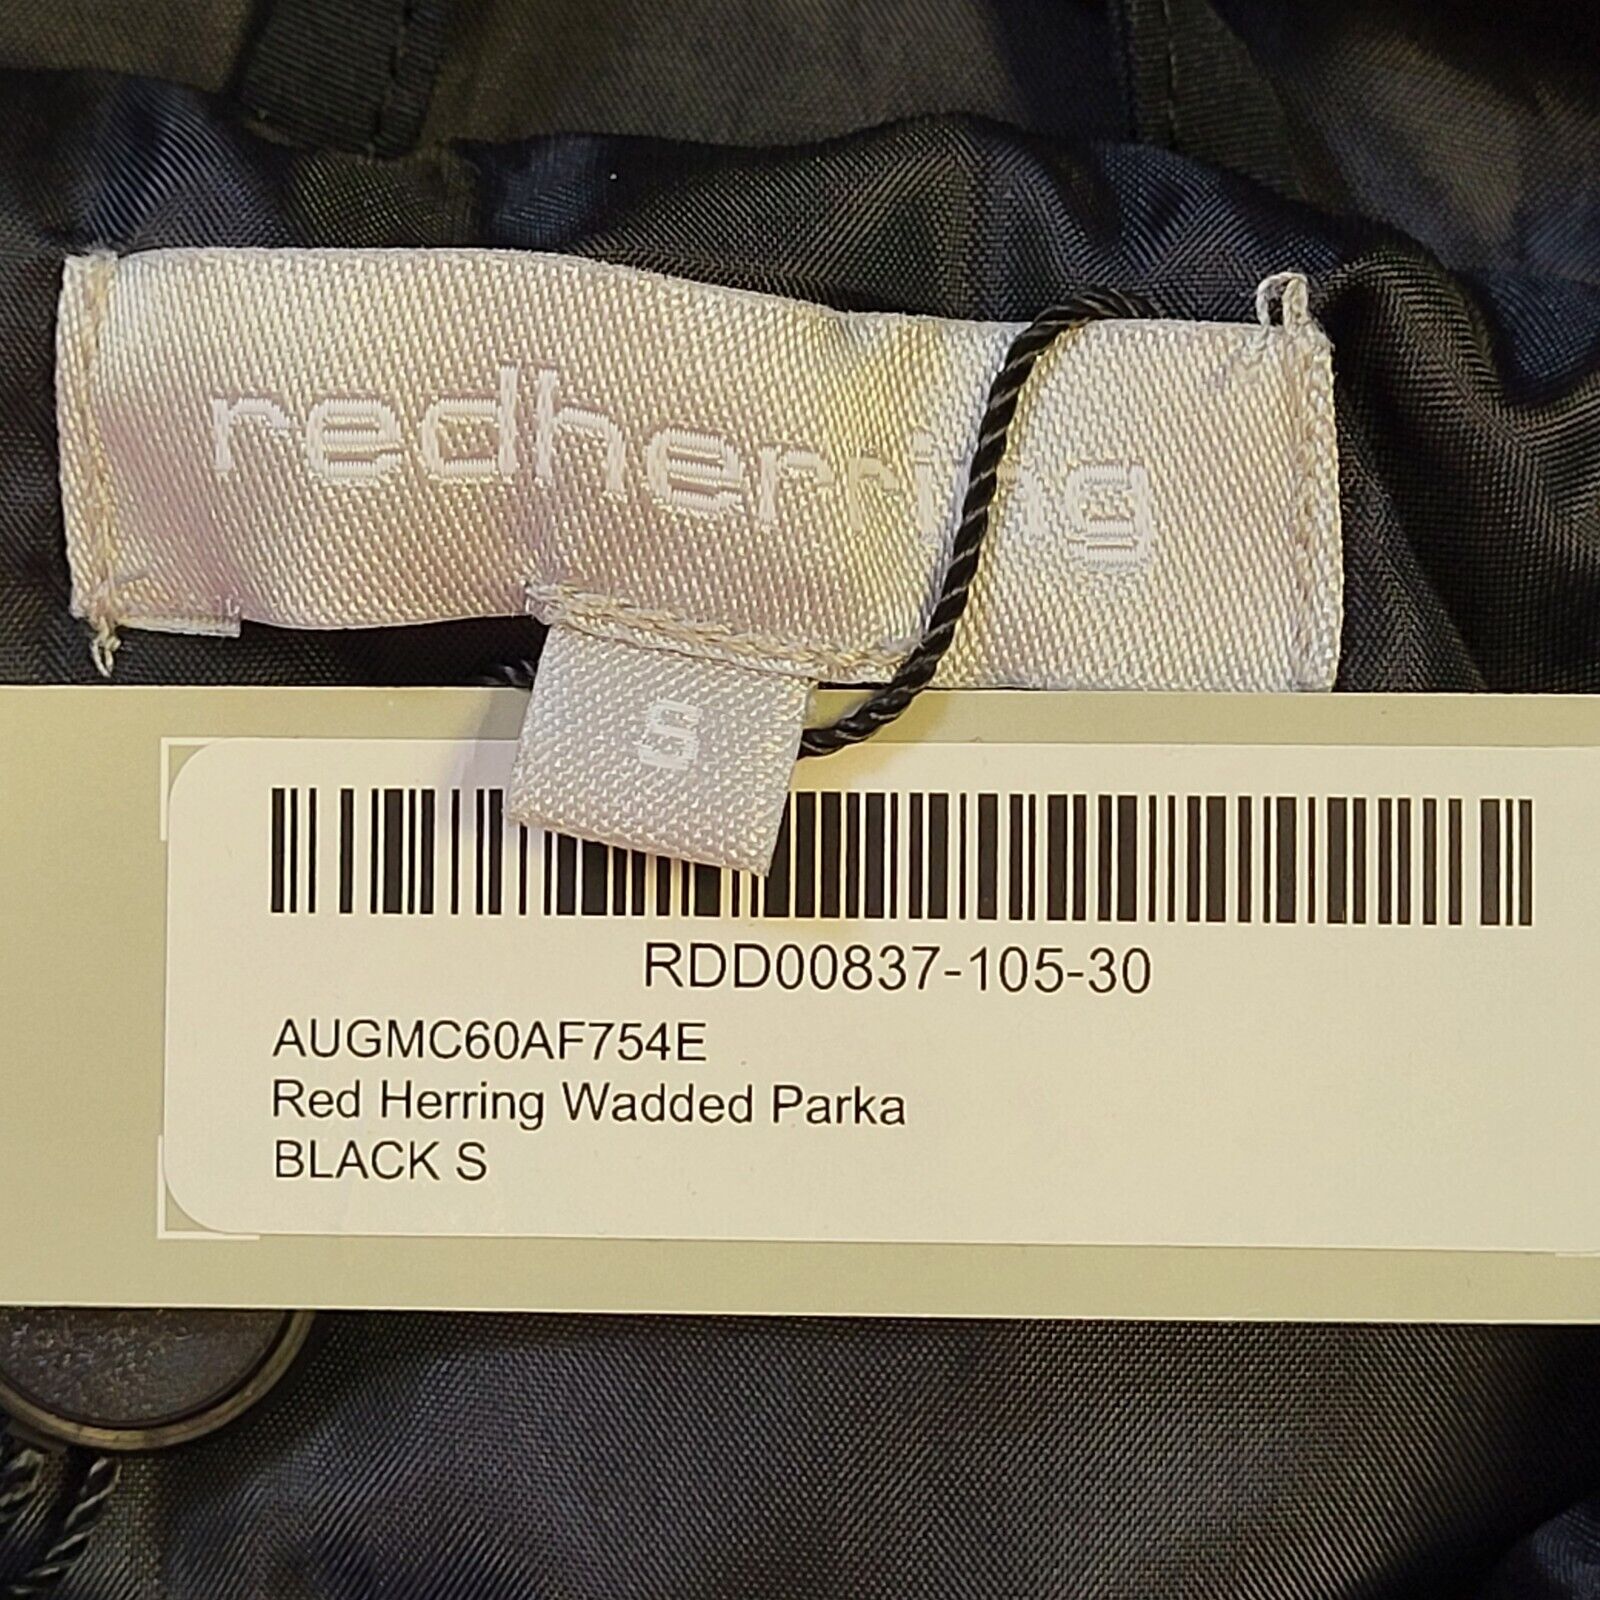 redherring
S
RDD00837-105-30
AUGMC60AF754E
Red Herring Wadded Parka
BLACK S